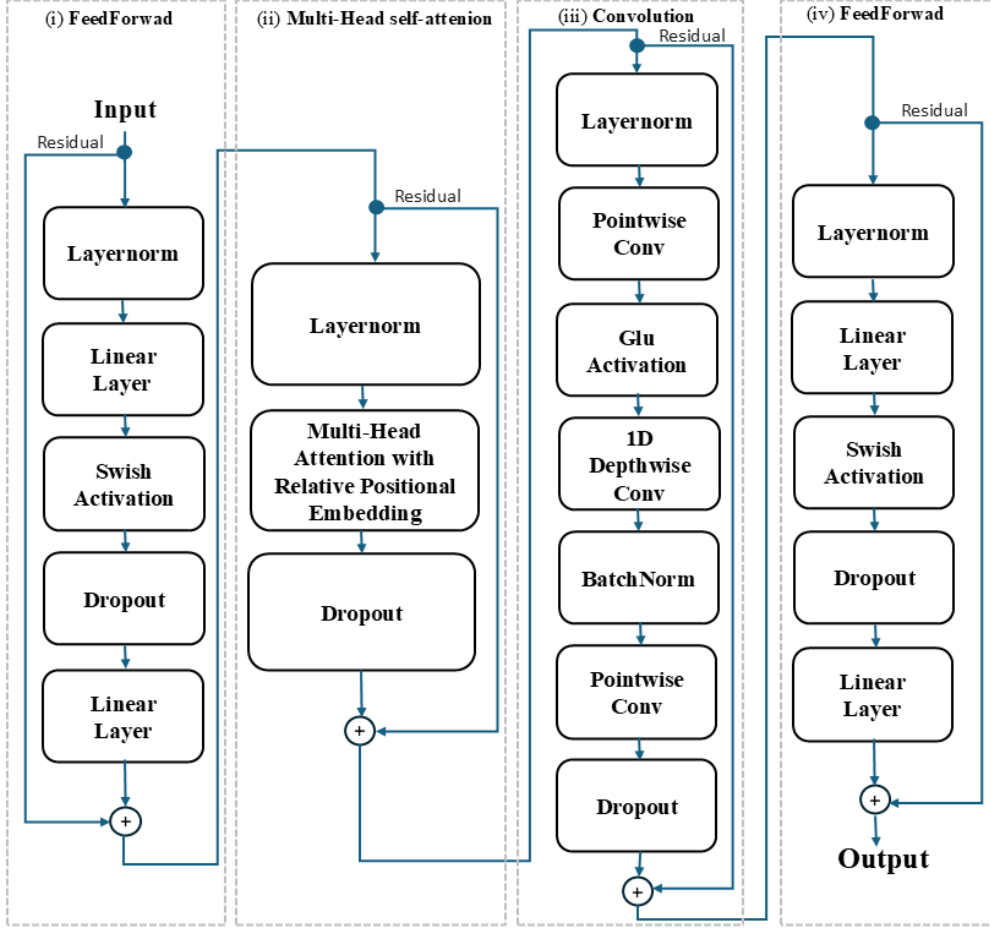 (i) FeedForwad
Input
Residual
Layernorm
Linear
Layer
Swish
Activation
Dropout
Linear
Layer
+
(ii) Multi-Head self-attenion
Residual
Layernorm
Multi-Head
Attention with
Relative Positional
Embedding
Dropout
+
(iii) Convolution
Residual
Layernorm
Pointwise
Conv
Glu
Activation
1D
Depthwise
Conv
BatchNorm
Pointwise
Conv
Dropout
+
(iv) FeedForwad
Residual
Layernorm
Linear
Layer
Swish
Activation
Dropout
Linear
Layer
+
Output